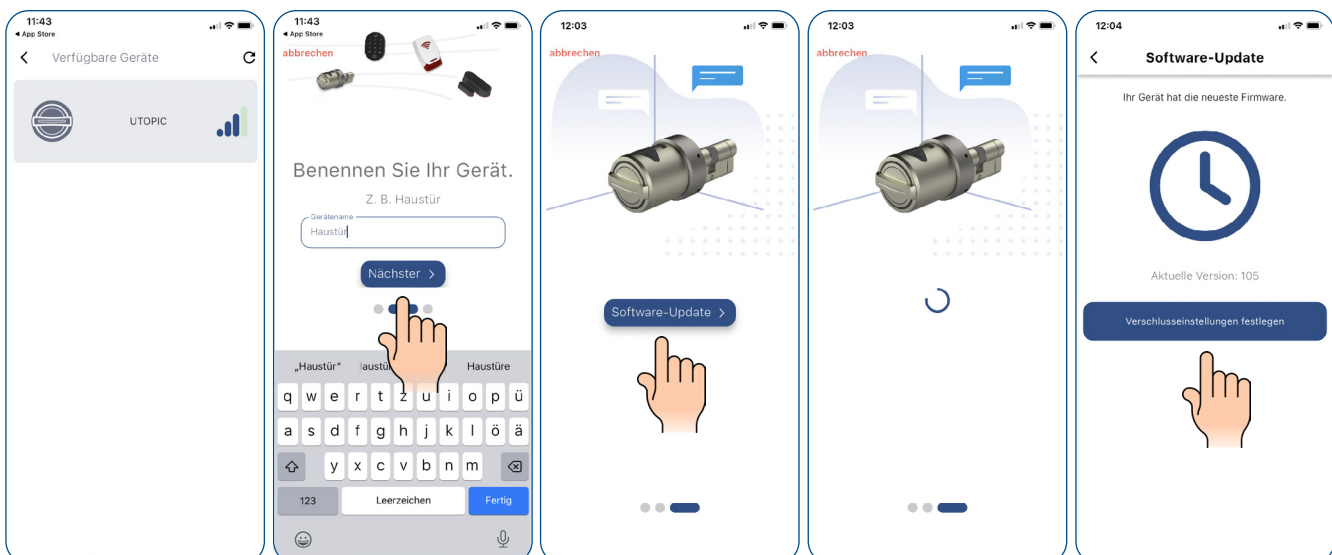 11:43
App Store
Verfügbare Geräte
UTOPIC
11:43
App Store
abbrechen
Benennen Sie Ihr Gerät.
Z. B. Haustür
Gerätename
Haustür
Nächster >
„Haustür“
Haustüre
q w e r t z u i o p ü
a s d f g h j k l ö ä
y x c v b n m
123
Leerzeichen
Fertig
12:03
abbrechen
Software-Update >
12:03
abbrechen
12:04
Software-Update
Ihr Gerät hat die neueste Firmware.
Aktuelle Version: 105
Verschlusseinstellungen festlegen